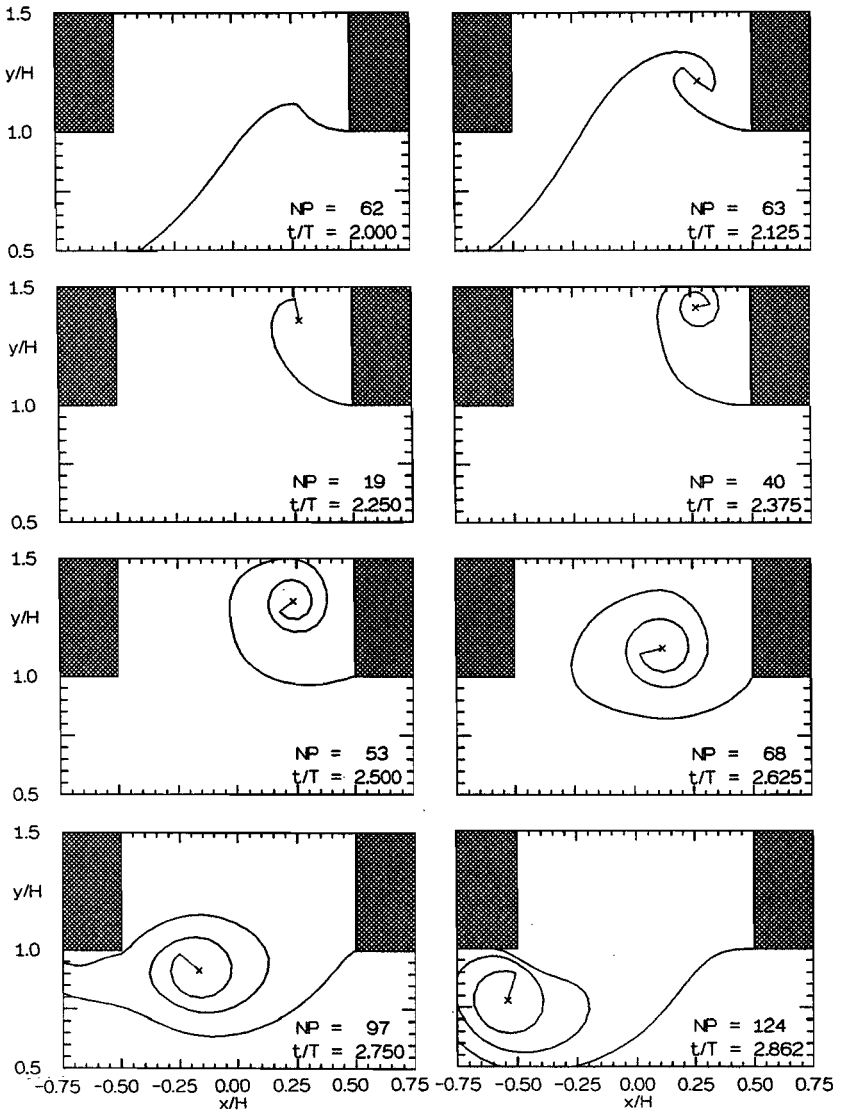 1.5
y/H
1.0
0.5
NP = 62
t/T = 2.000
NP = 63
t/T = 2.125
1.5
y/H
1.0
0.5
NP = 19
t/T = 2.250
NP = 40
t/T = 2.375
1.5
y/H
1.0
0.5
NP = 53
t/T = 2.500
NP = 68
t/T = 2.625
1.5
y/H
1.0
0.5
NP = 97
t/T = 2.750
NP = 124
t/T = 2.862
-0.75 -0.50 -0.25 0.00 0.25 0.50 0.75
x/H
-0.75 -0.50 -0.25 0.00 0.25 0.50 0.75
x/H